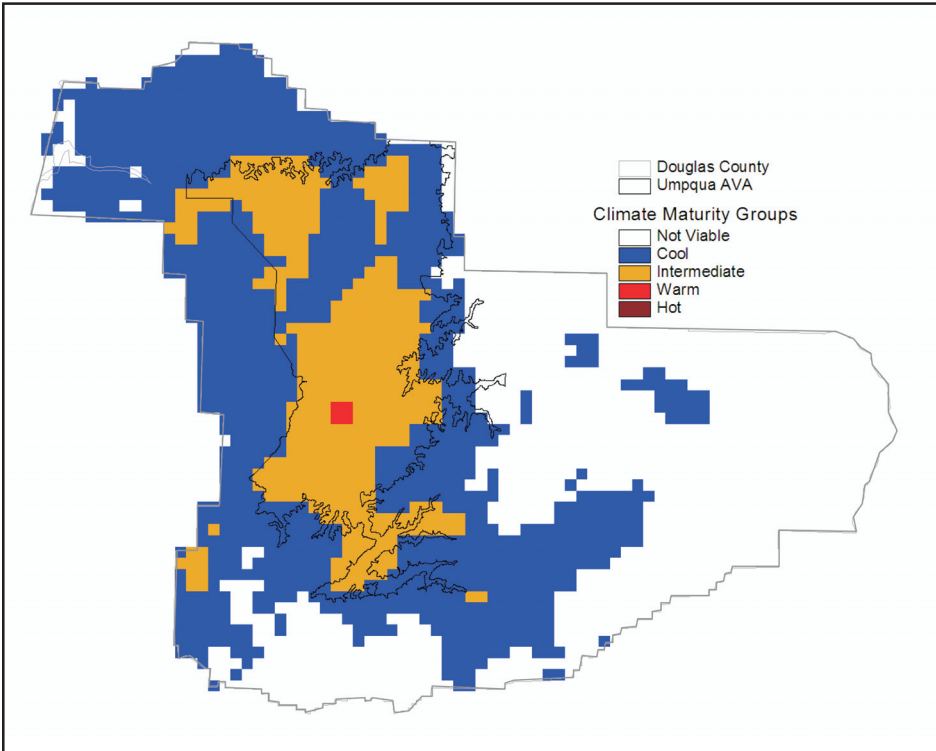 Douglas County
Umpqua AVA
Climate Maturity Groups
Not Viable
Cool
Intermediate
Warm
Hot